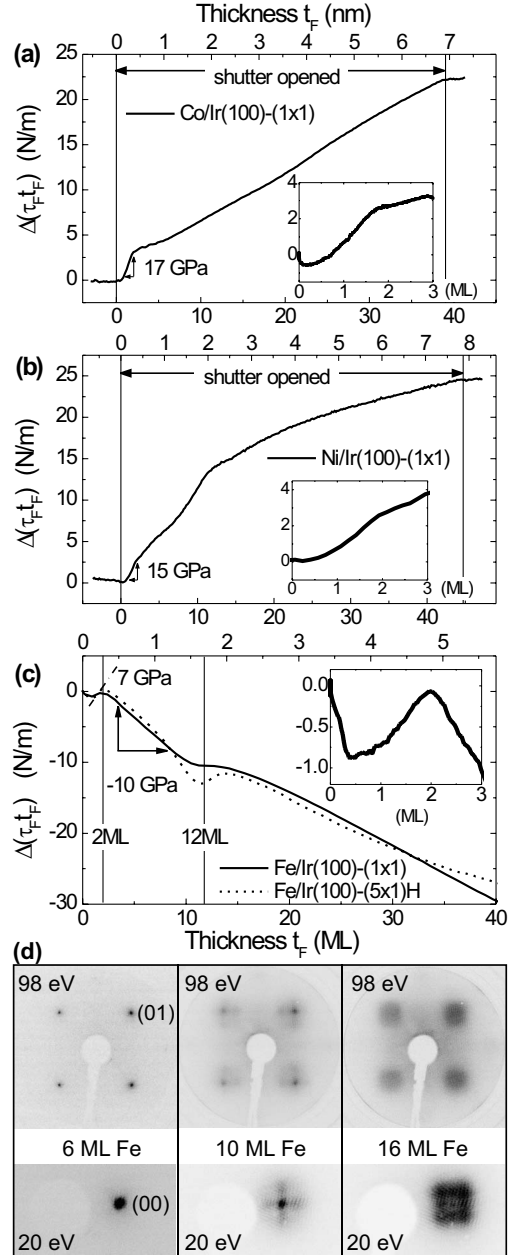 Thickness t_F (nm)
0 1 2 3 4 5 6 7
(a)
shutter opened
Co/Ir(100)-(1x1)
Δ(τ_F t_F) (N/m)
25
20
15
10
5
0
17 GPa
4
2
0
0 1 2 3 (ML)
0 10 20 30 40
0 1 2 3 4 5 6 7 8
(b)
shutter opened
Ni/Ir(100)-(1x1)
Δ(τ_F t_F) (N/m)
25
20
15
10
5
0
15 GPa
4
2
0
0 1 2 3 (ML)
0 10 20 30 40
0 1 2 3 4 5
(c)
7 GPa
-10 GPa
Δ(τ_F t_F) (N/m)
0
-10
-20
-30
0.0
-0.5
-1.0
0 1 2 3
(ML)
2ML
12ML
Fe/Ir(100)-(1x1)
Fe/Ir(100)-(5x1)H
0 10 20 30 40
Thickness t_F (ML)
(d)
98 eV
(01)
98 eV
98 eV
6 ML Fe
10 ML Fe
16 ML Fe
(00)
20 eV
20 eV
20 eV